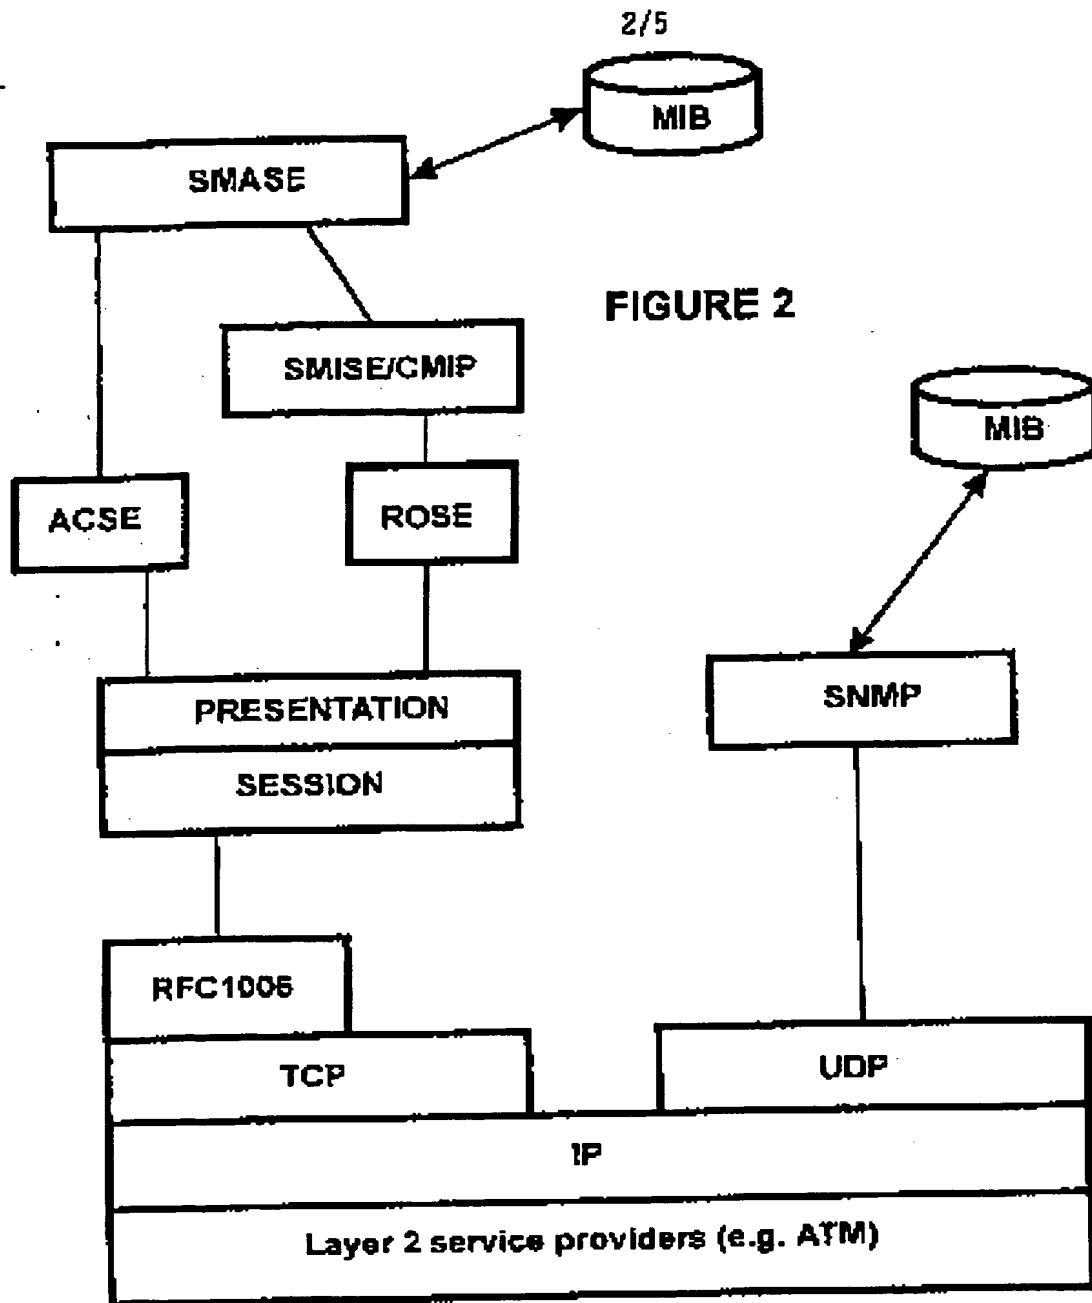 2/5
MIB
SMASE
FIGURE 2
SMISE/CMIP
MIB
ACSE
ROSE
SNMP
PRESENTATION
SESSION
RFC1006
TCP
UDP
IP
Layer 2 service providers (e.g. ATM)